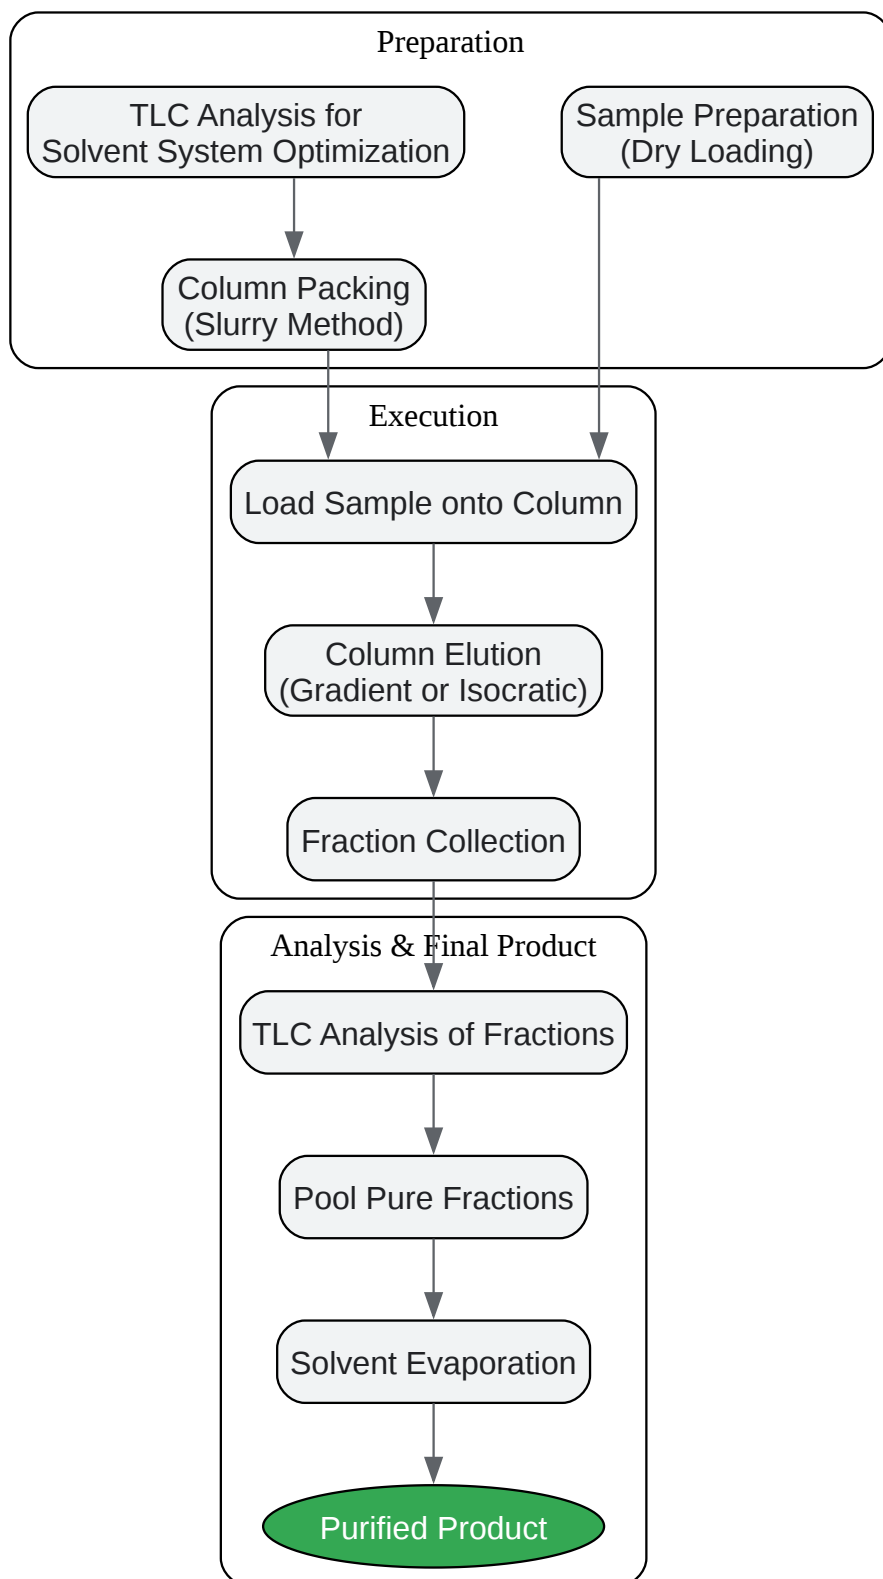 Preparation
TLC Analysis for
Solvent System Optimization
Sample Preparation
(Dry Loading)
Column Packing
(Slurry Method)
Execution
Load Sample onto Column
Column Elution
(Gradient or Isocratic)
Fraction Collection
Analysis & Final Product
TLC Analysis of Fractions
Pool Pure Fractions
Solvent Evaporation
Purified Product